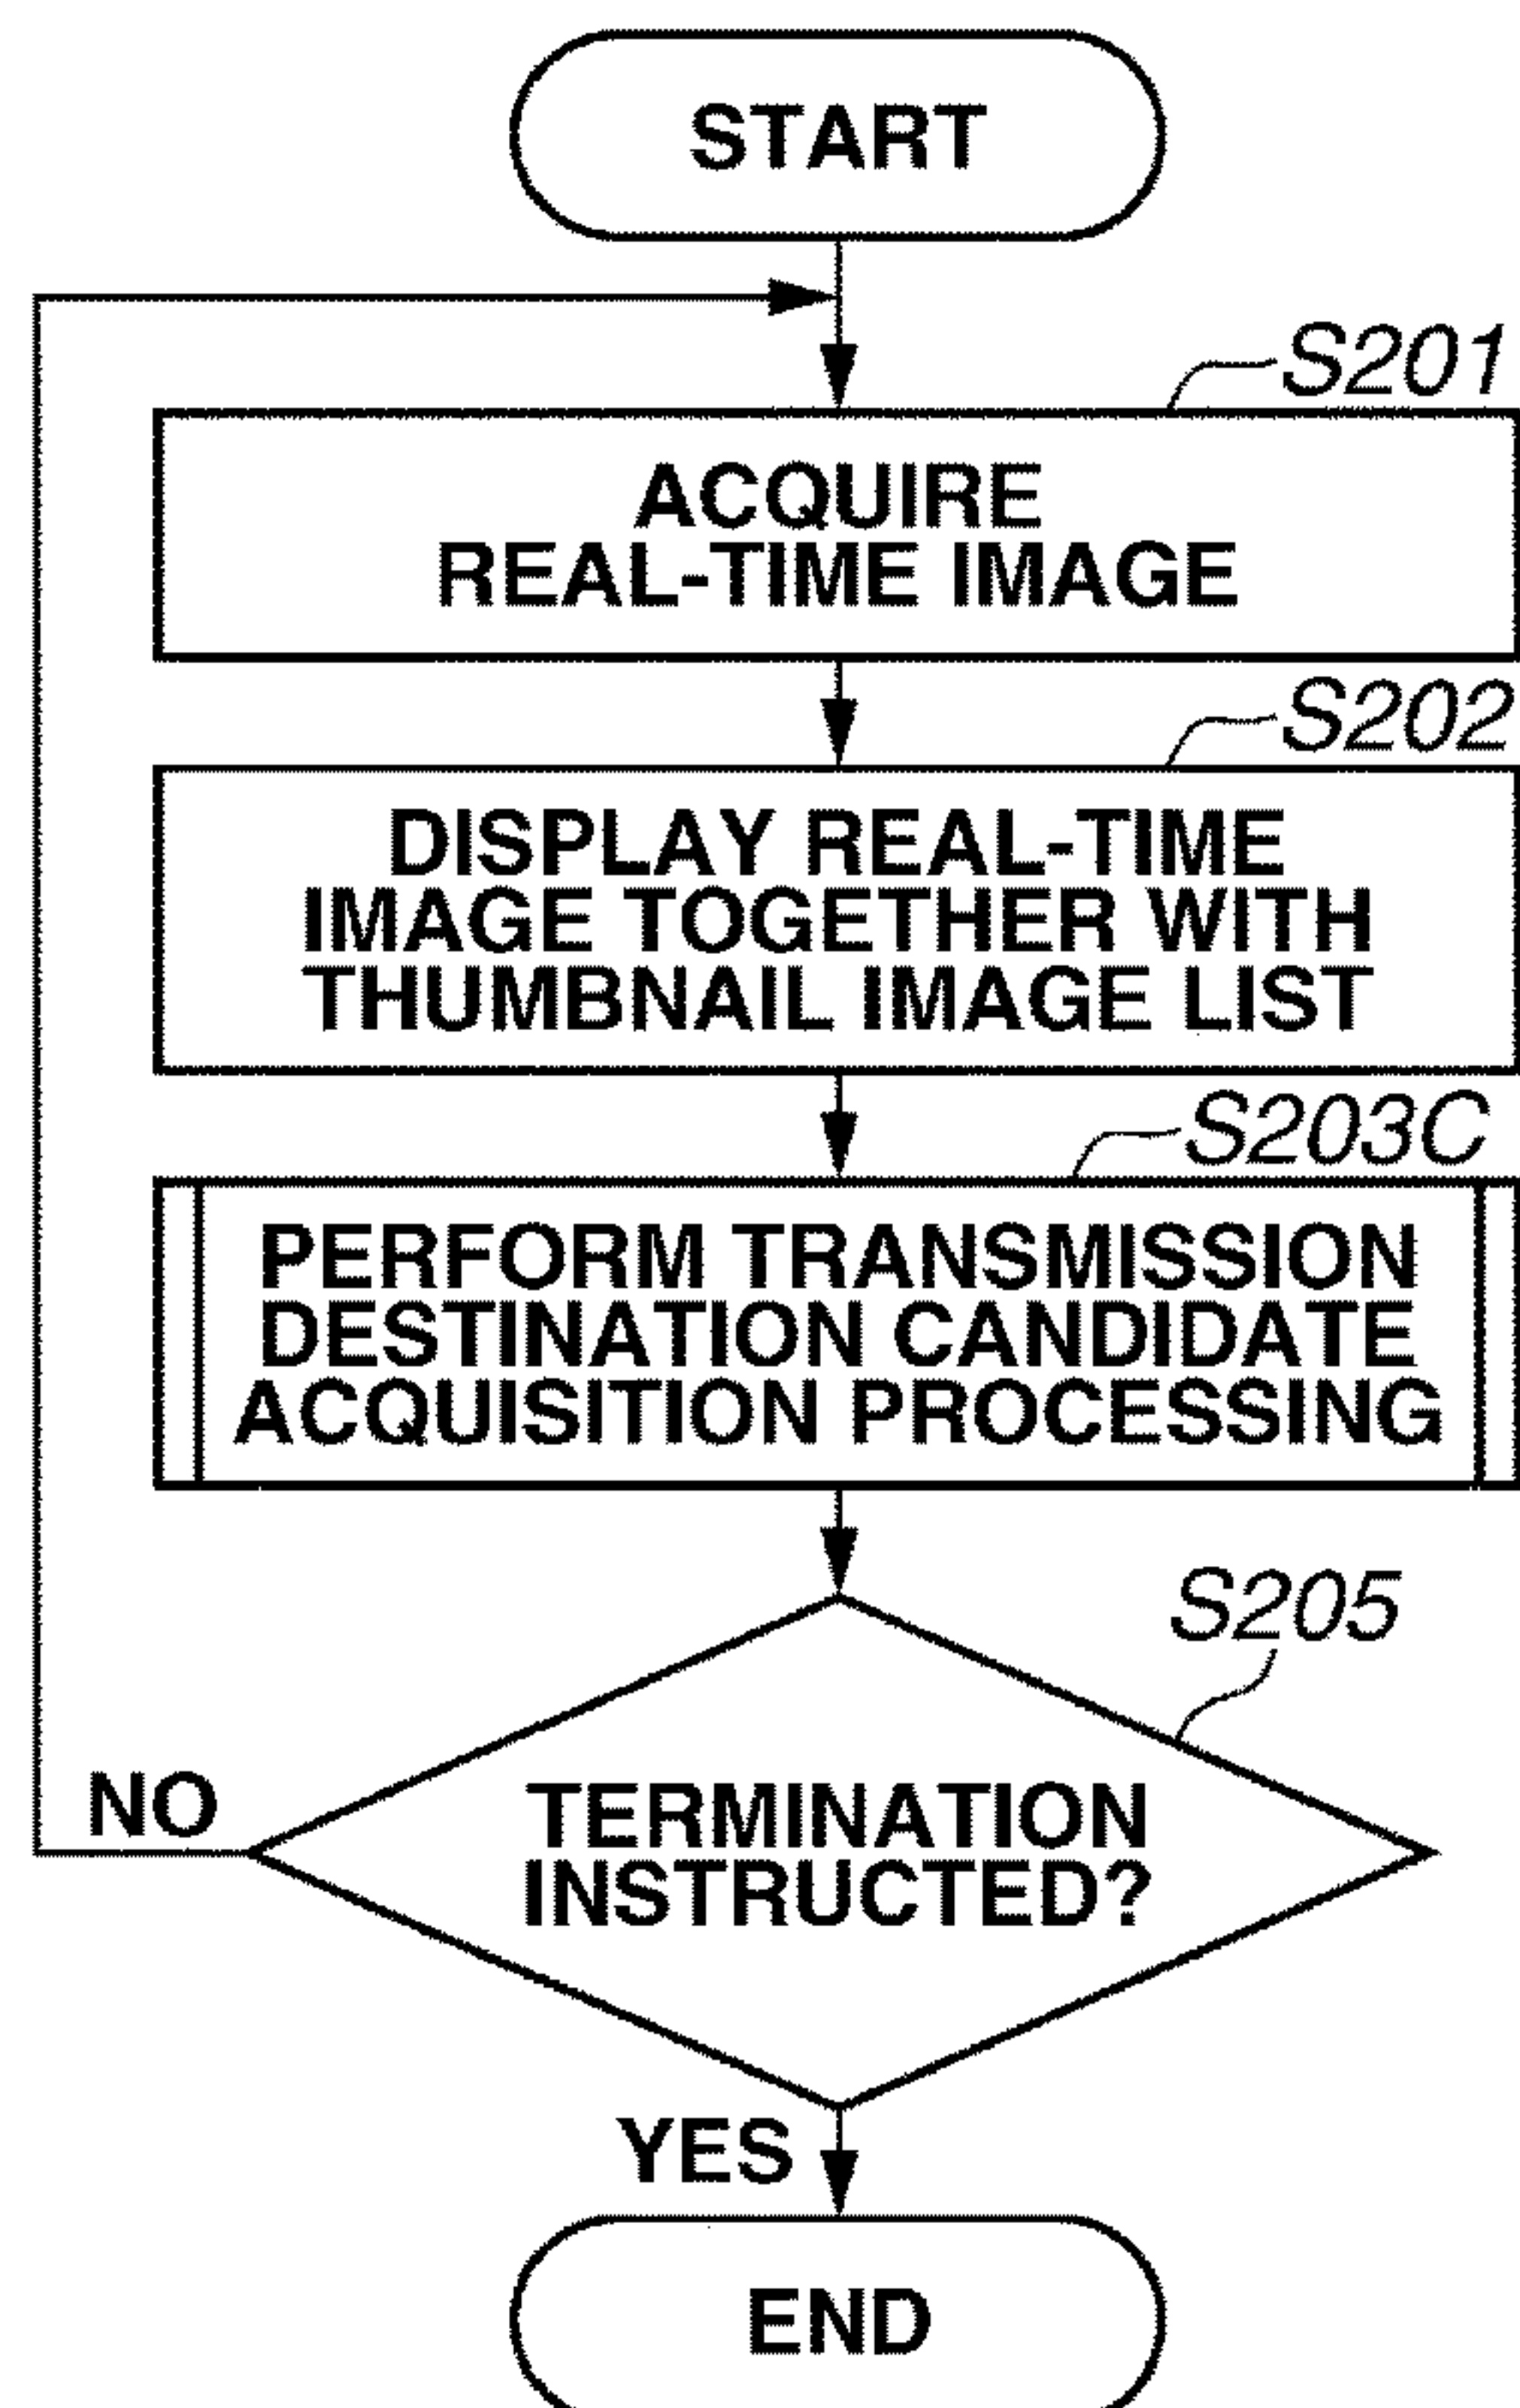 START
S201
ACQUIRE
REAL-TIME IMAGE
S202
DISPLAY REAL-TIME
IMAGE TOGETHER WITH
THUMBNAIL IMAGE LIST
S203C
PERFORM TRANSMISSION
DESTINATION CANDIDATE
ACQUISITION PROCESSING
S205
TERMINATION
INSTRUCTED?
NO
YES
END